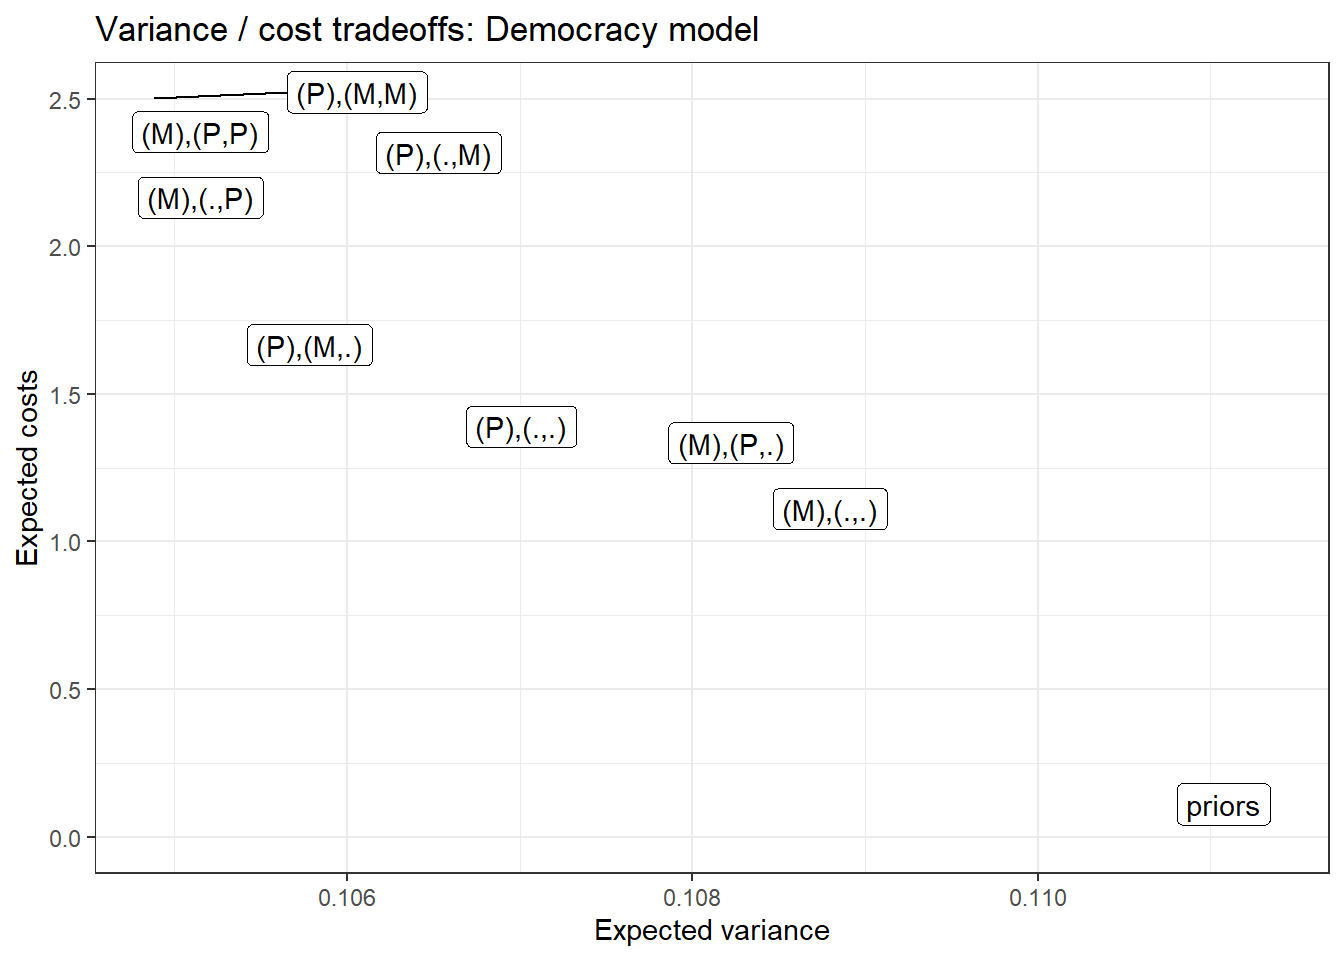 Variance / cost tradeoffs: Democracy model
2.5
2.0
1.5
1.0
0.5
0.0
Expected costs
(P),(M,M)
(M),(P,P)
(P),(.,M)
(M),(.,P)
(P),(M,.)
(P),(.,.)
(M),(P,.)
(M),(.,.)
priors
0.106
0.108
0.110
Expected variance